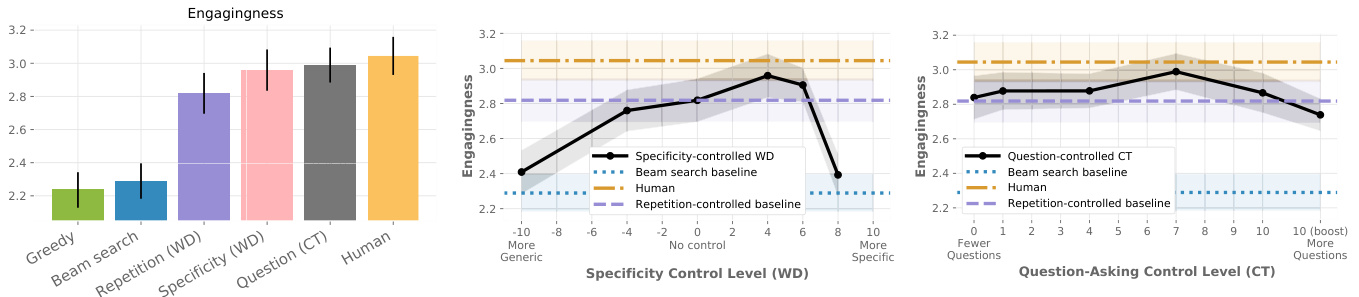 Engagingness
3.2
3.0
2.8
2.6
2.4
2.2
Greedy
Beam search
Repetition (WD)
Specificity (WD)
Question (CT)
Human
Engagingness
3.2
3.0
2.8
2.6
2.4
2.2
Specificity-controlled WD
Beam search baseline
Human
Repetition-controlled baseline
-10 -8 -6 -4 -2 0 2 4 6 8 10
More No control More
Generic Specific
Specificity Control Level (WD)
Engagingness
3.2
3.0
2.8
2.6
2.4
2.2
Question-controlled CT
Beam search baseline
Human
Repetition-controlled baseline
0 1 2 3 4 5 6 7 8 9 10 10 (boost)
Fewer More
Questions Questions
Question-Asking Control Level (CT)